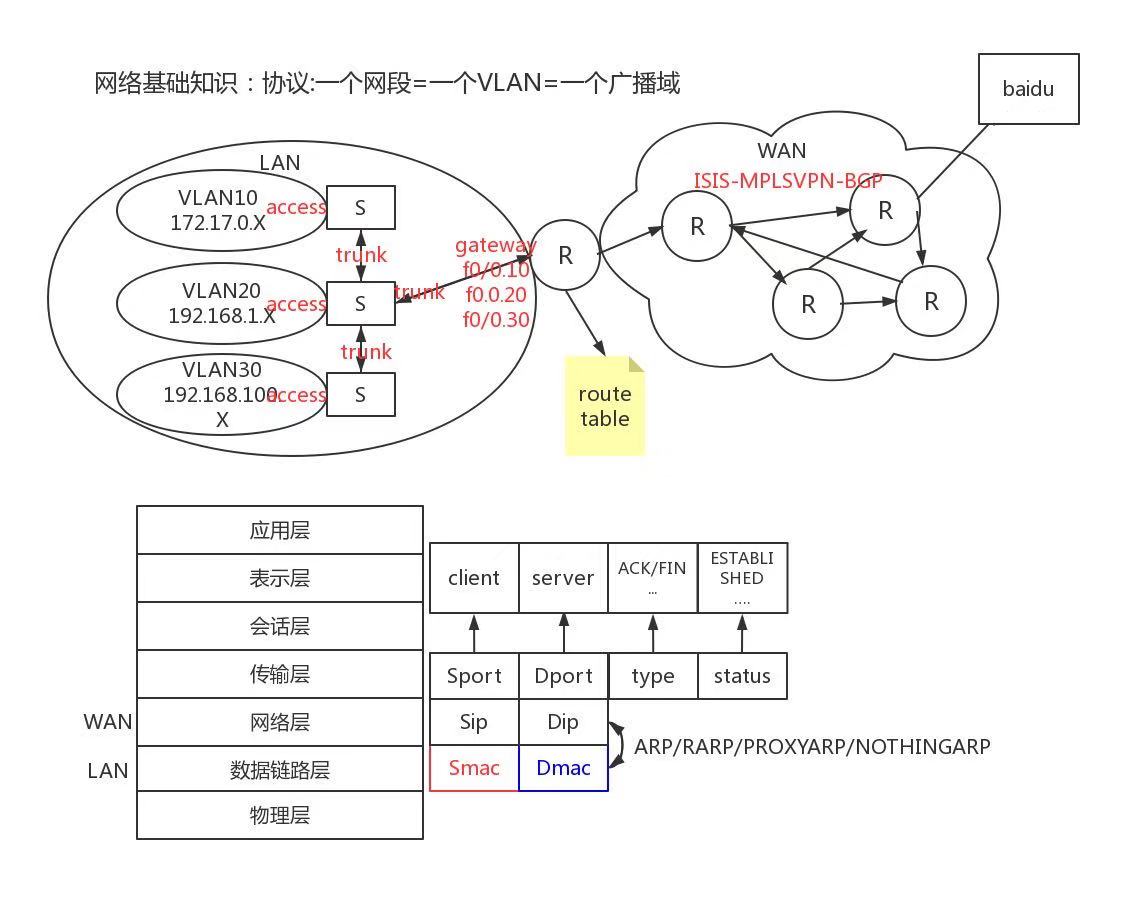 网络基础知识：协议:一个网段=一个VLAN=一个广播域
baidu
LAN
WAN
ISIS-MPLSVPN-BGP
VLAN10
172.17.0.X
access
S
trunk
VLAN20
192.168.1.X
access
S
trunk
trunk
VLAN30
192.168.100.
X
access
S
gateway
f0/0.10
f0.0.20
f0/0.30
R
R
R
R
R
route
table
应用层
表示层
会话层
传输层
网络层
数据链路层
物理层
WAN
LAN
client
server
ACK/FIN
...
ESTABLI
SHED
....
Sport
Dport
type
status
Sip
Dip
Smac
Dmac
ARP/RARP/PROXYARP/NOTHINGARP